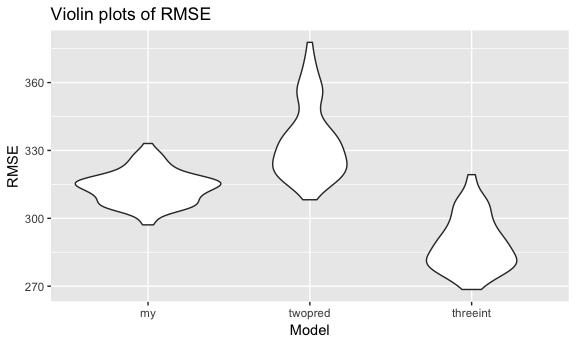 Violin plots of RMSE
360
330
300
270
RMSE
my twopred threeint
Model